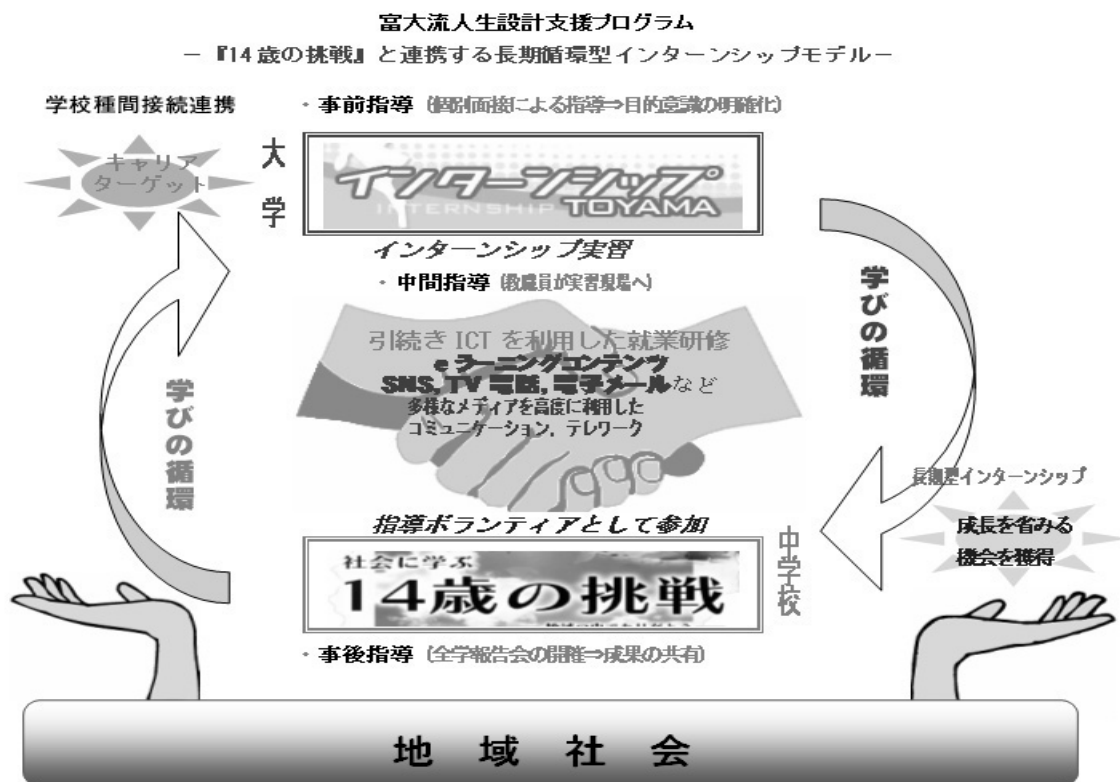 富大流人生設計支援プログラム
－『14歳の挑戦』と連携する長期循環型インターンシップモデル－
学校種間接続連携
・事前指導（個別面接による指導⇒目的意識の明確化）
キャリア
ターゲット
大学
インターンシップ
INTERNSHIP TOYAMA
インターンシップ実習
・中間指導（教職員が実習現場へ）
学びの循環
引続き ICT を利用した就業研修
e ラーニングコンテンツ
SNS, TV 電話, 電子メールなど
多様なメディアを高度に利用した
コミュニケーション, テレワーク
学びの循環
長期型インターンシップ
成長を省みる
機会を獲得
指導ボランティアとして参加
中学校
社会に学ぶ
14歳の挑戦
・事後指導（全学報告会の開催⇒成果の共有）
地域社会